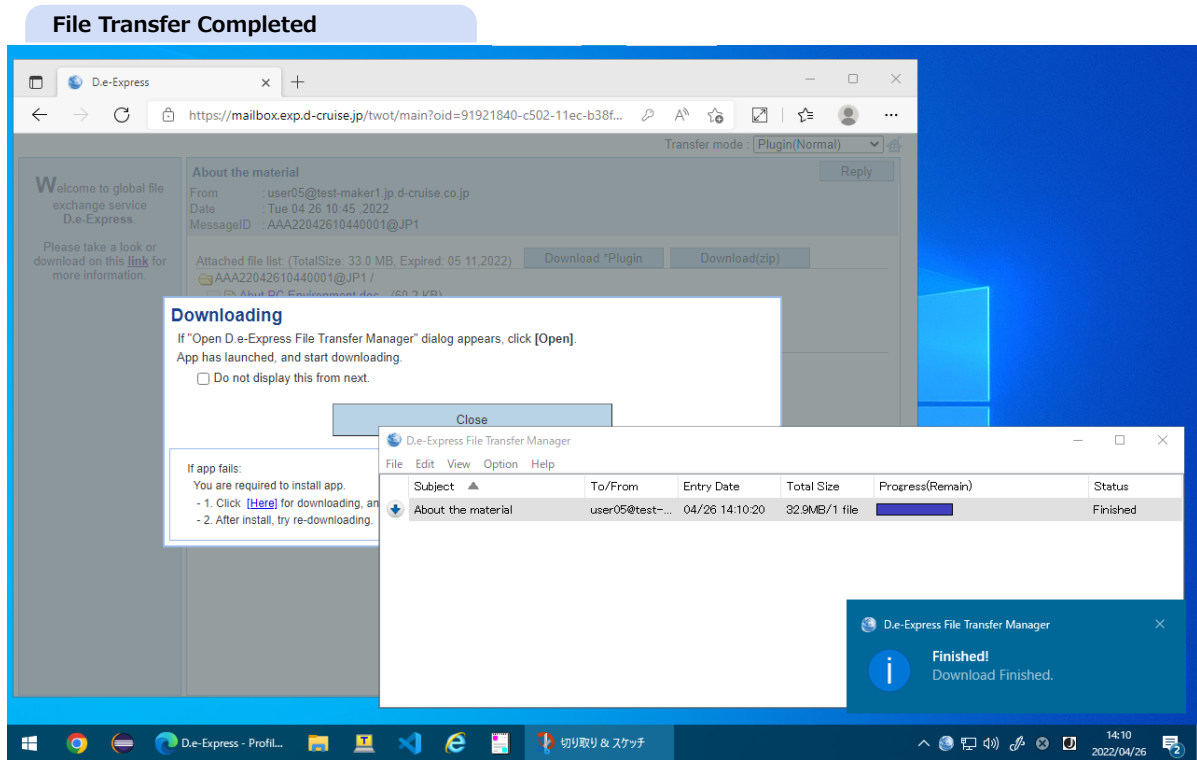 File Transfer Completed
D.e-Express
https://mailbox.exp.d-cruise.jp/twot/main?oid=91921840-c502-11ec-b38f...
Transfer mode : Plugin(Normal)
Welcome to global file
exchange service
D.e-Express.
Please take a look or
download on this link for
more information.
About the material
Reply
From : user05@test-maker1.jp.d-cruise.co.jp
Date : Tue 04 26 10:45 ,2022
MessageID : AAA22042610440001@JP1
Attached file list: (TotalSize: 33.0 MB, Expired: 05 11,2022)
Download *Plugin
Download(zip)
AAA22042610440001@JP1 /
Abut PC Environment.doc (60.2 KB)
Downloading
If "Open D.e-Express File Transfer Manager" dialog appears, click [Open].
App has launched, and start downloading.
Do not display this from next.
Close
If app fails:
You are required to install app.
- 1. Click [Here] for downloading, an
- 2. After install, try re-downloading.
D.e-Express File Transfer Manager
File Edit View Option Help
Subject To/From Entry Date Total Size Progress(Remain) Status
About the material user05@test-... 04/26 14:10:20 32.9MB/1 file Finished
D.e-Express File Transfer Manager
Finished!
Download Finished.
D.e-Express - Profil...
切り取り & スケッチ
14:10
2022/04/26
2